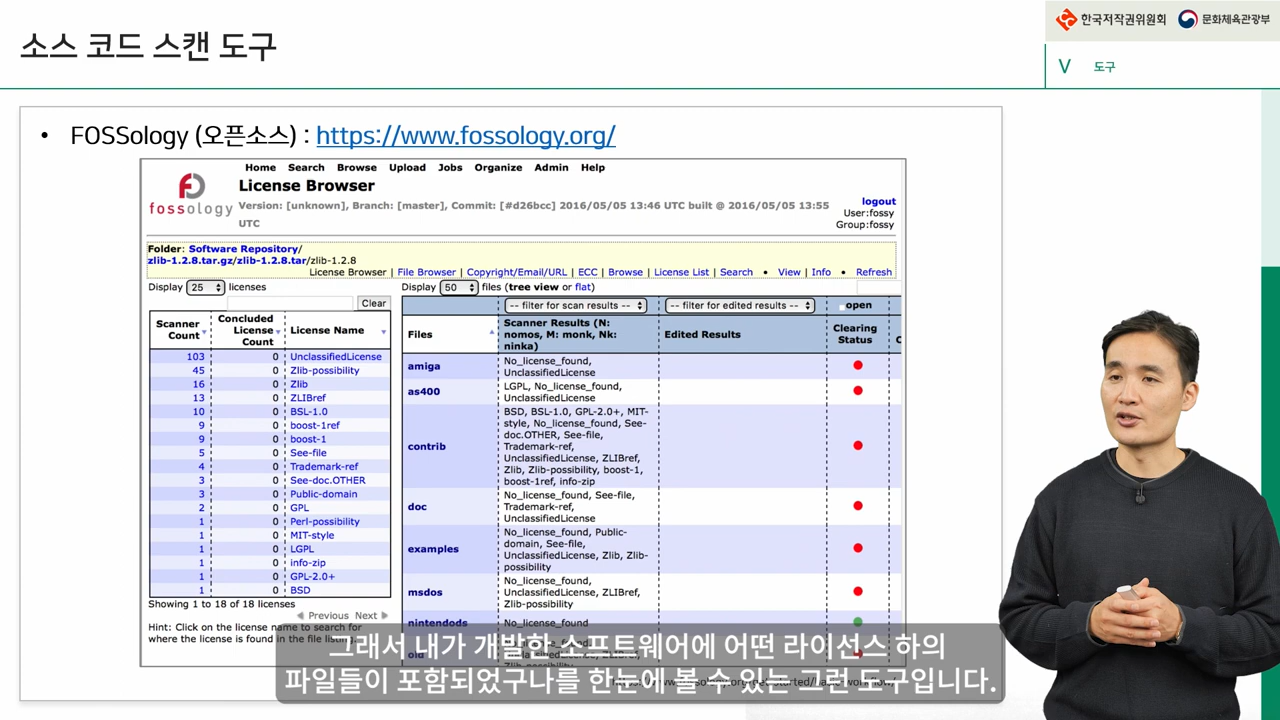 소스 코드 스캔 도구
한국저작권위원회 문화체육관광부
V 도구
• FOSSology (오픈소스) : https://www.fossology.org/
Home Search Browse Upload Jobs Organize Admin Help
fossology
License Browser
Version: [unknown], Branch: [master], Commit: [#d26bcc] 2016/05/05 13:46 UTC built @ 2016/05/05 13:55
UTC
logout
User:fossy
Group:fossy
Folder: Software Repository/
zlib-1.2.8.tar.gz/zlib-1.2.8.tar/zlib-1.2.8
License Browser | File Browser | Copyright/Email/URL | ECC | Browse | License List | Search • View | Info • Refresh
Display 25 licenses
Clear
Scanner Count Concluded License Count License Name
103 0 UnclassifiedLicense
45 0 Zlib-possibility
16 0 Zlib
13 0 ZLIBref
10 0 BSL-1.0
9 0 boost-1ref
9 0 boost-1
5 0 See-file
4 0 Trademark-ref
3 0 See-doc.OTHER
3 0 Public-domain
2 0 GPL
1 0 Perl-possibility
1 0 MIT-style
1 0 LGPL
1 0 info-zip
1 0 GPL-2.0+
1 0 BSD
Showing 1 to 18 of 18 licenses
Previous Next
Hint: Click on the license name to search for
where the license is found in the file listing.
Display 50 files (tree view or flat)
-- filter for scan results -- -- filter for edited results -- open
Files
Scanner Results (N:
nomos, M: monk, Nk:
ninka)
Edited Results
Clearing
Status
C
amiga
No_license_found,
UnclassifiedLicense
as400
LGPL, No_license_found,
UnclassifiedLicense
contrib
BSD, BSL-1.0, GPL-2.0+, MIT-
style, No_license_found, See-
doc.OTHER, See-file,
Trademark-ref,
UnclassifiedLicense, ZLIBref,
Zlib, Zlib-possibility, boost-1,
boost-1ref, info-zip
doc
No_license_found, See-file,
Trademark-ref,
UnclassifiedLicense
examples
No_license_found, Public-
domain, See-file,
UnclassifiedLicense, Zlib, Zlib-
possibility
msdos
No_license_found,
UnclassifiedLicense, ZLIBref,
Zlib-possibility
nintendods
No_license_found
old
그래서 내가 개발한 소프트웨어에 어떤 라이선스 하의
파일들이 포함되었구나를 한눈에 볼 수 있는 그런 도구입니다.